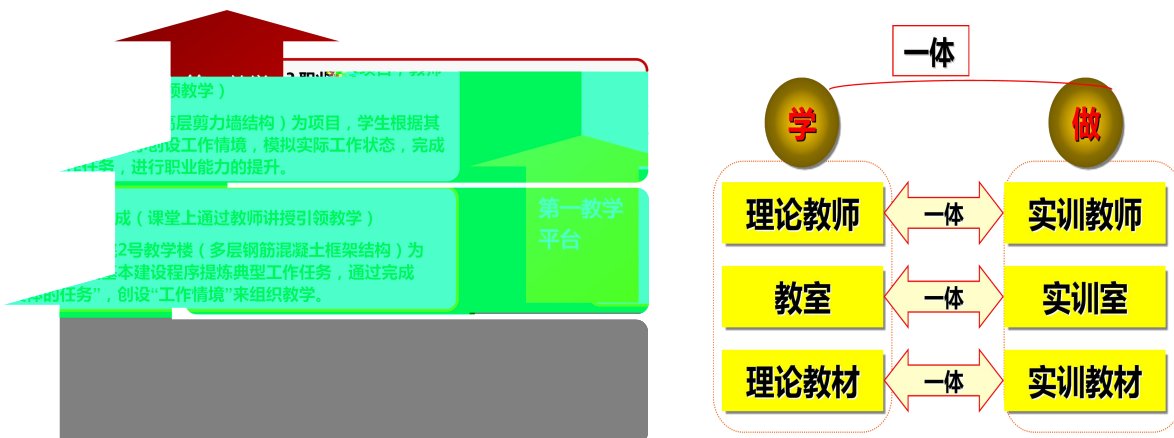 领教学）
高层剪力墙结构）为项目，学生根据其
创设工作情境，模拟实际工作状态，完成
任务，进行职业能力的提升。
成（课堂上通过教师讲授引领教学）
2号教学楼（多层钢筋混凝土框架结构）为
本建设程序提炼典型工作任务，通过完成
的任务”，创设“工作情境”来组织教学。
第一教学
平台
一体
学
做
理论教师
一体
实训教师
教室
一体
实训室
理论教材
一体
实训教材